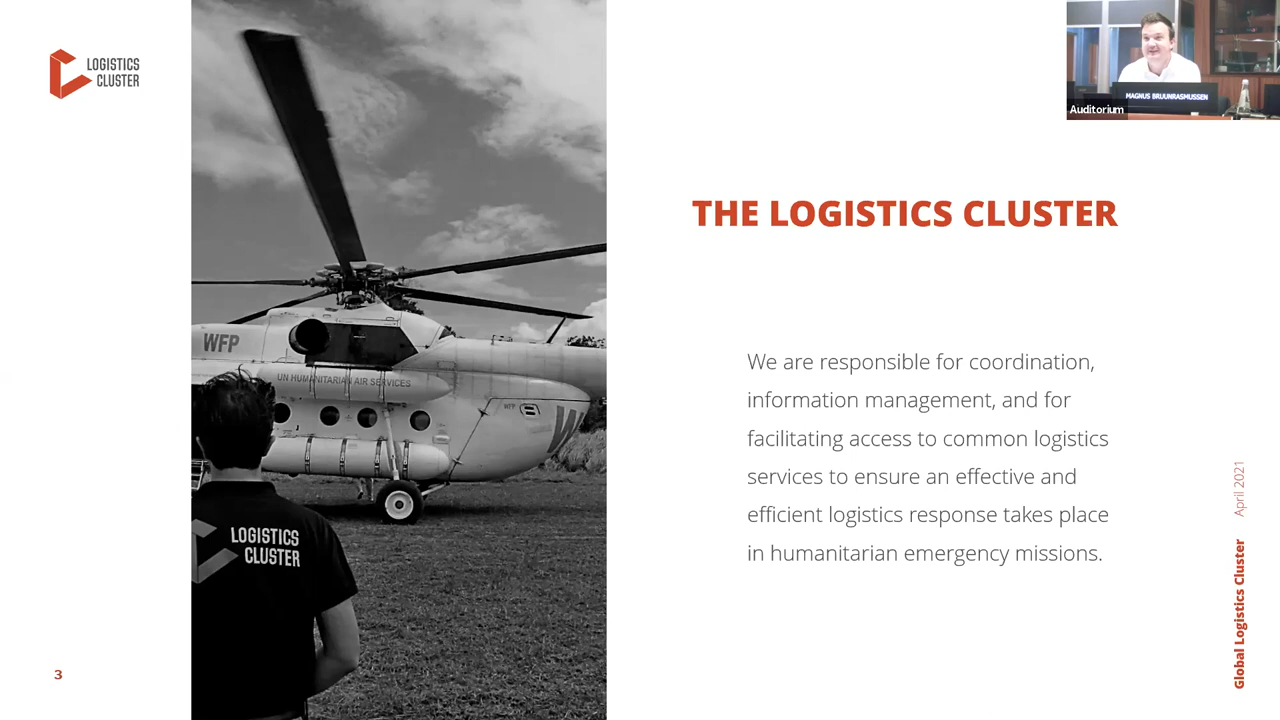 LOGISTICS
CLUSTER
MAGNUS BRUUNRASMUSSEN
Auditorium
THE LOGISTICS CLUSTER
We are responsible for coordination,
information management, and for
facilitating access to common logistics
services to ensure an effective and
efficient logistics response takes place
in humanitarian emergency missions.
WFP
UN HUMANITARIAN AIR SERVICES
WFP
W
LOGISTICS
CLUSTER
April 2021
Global Logistics Cluster
3